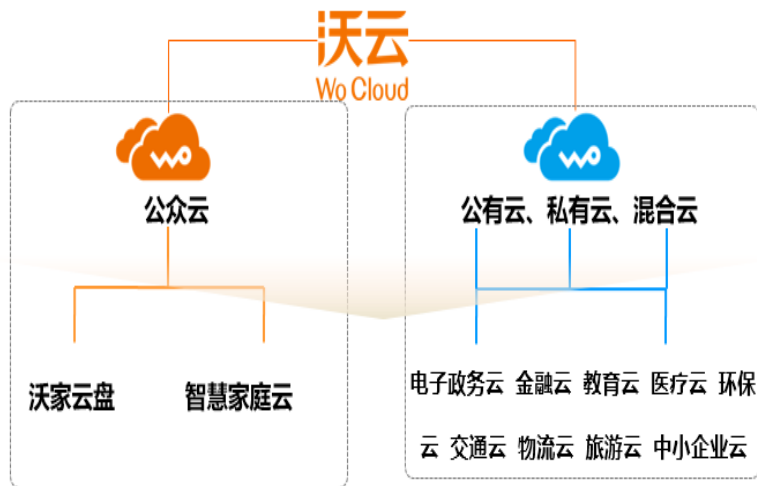 沃云
Wo Cloud
wo
wo
公众云
公有云、私有云、混合云
沃家云盘
智慧家庭云
电子政务云 金融云 教育云 医疗云 环保
云 交通云 物流云 旅游云 中小企业云